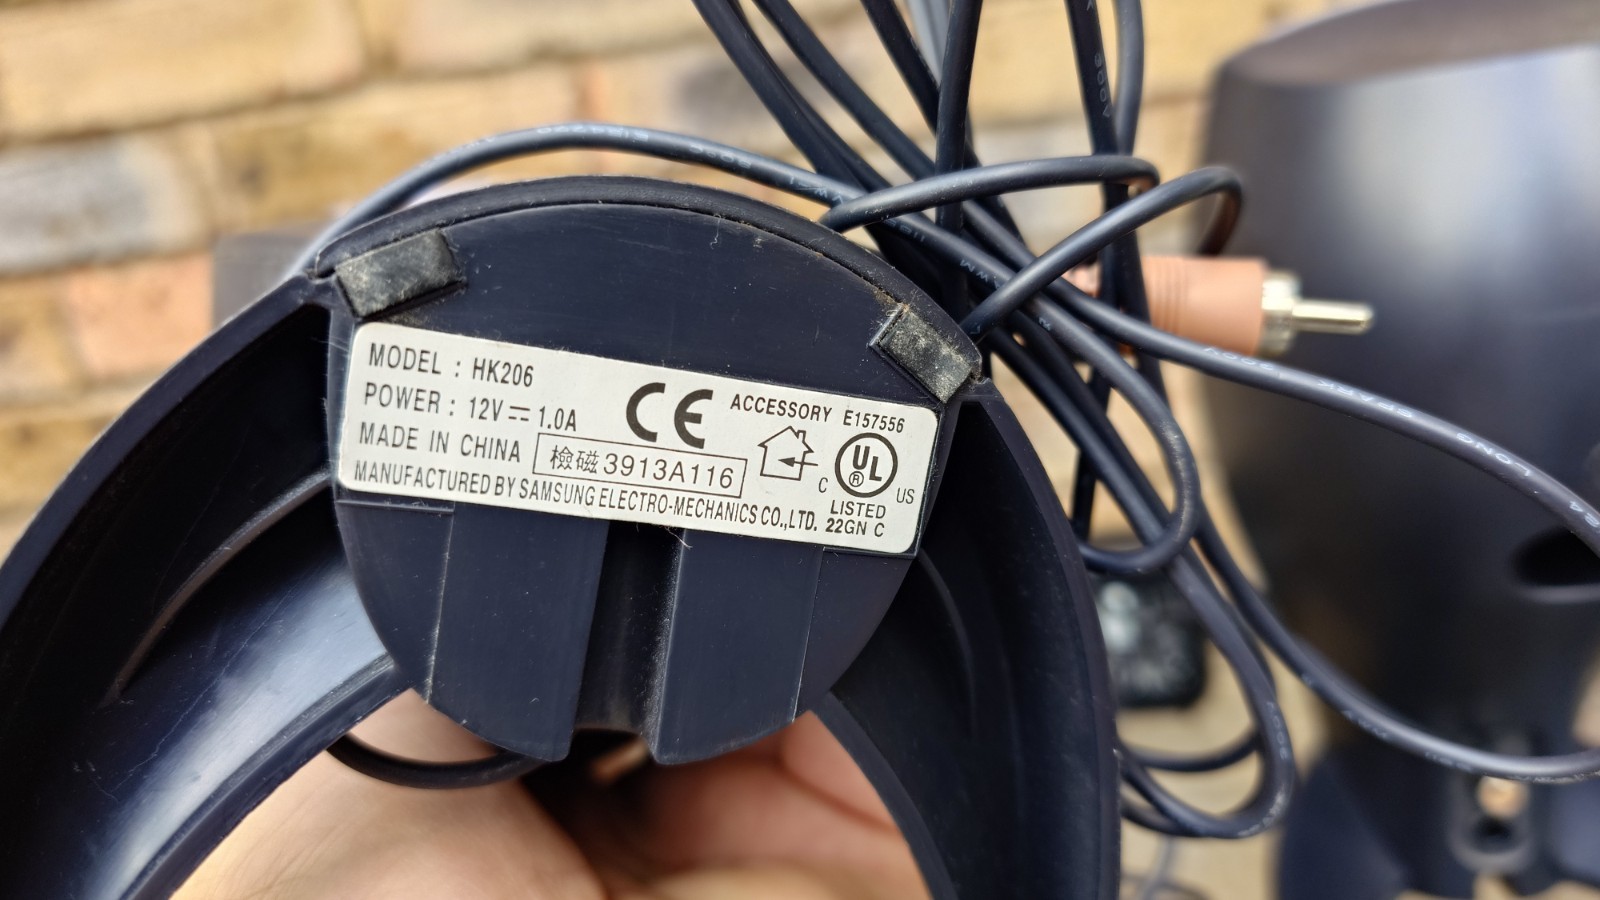 MODEL : HK206
POWER : 12V ⎓ 1.0A
MADE IN CHINA
檢磁 3913A116
MANUFACTURED BY SAMSUNG ELECTRO-MECHANICS CO.,LTD.
CE
ACCESSORY E157556
C UL ® US
LISTED
22GN C